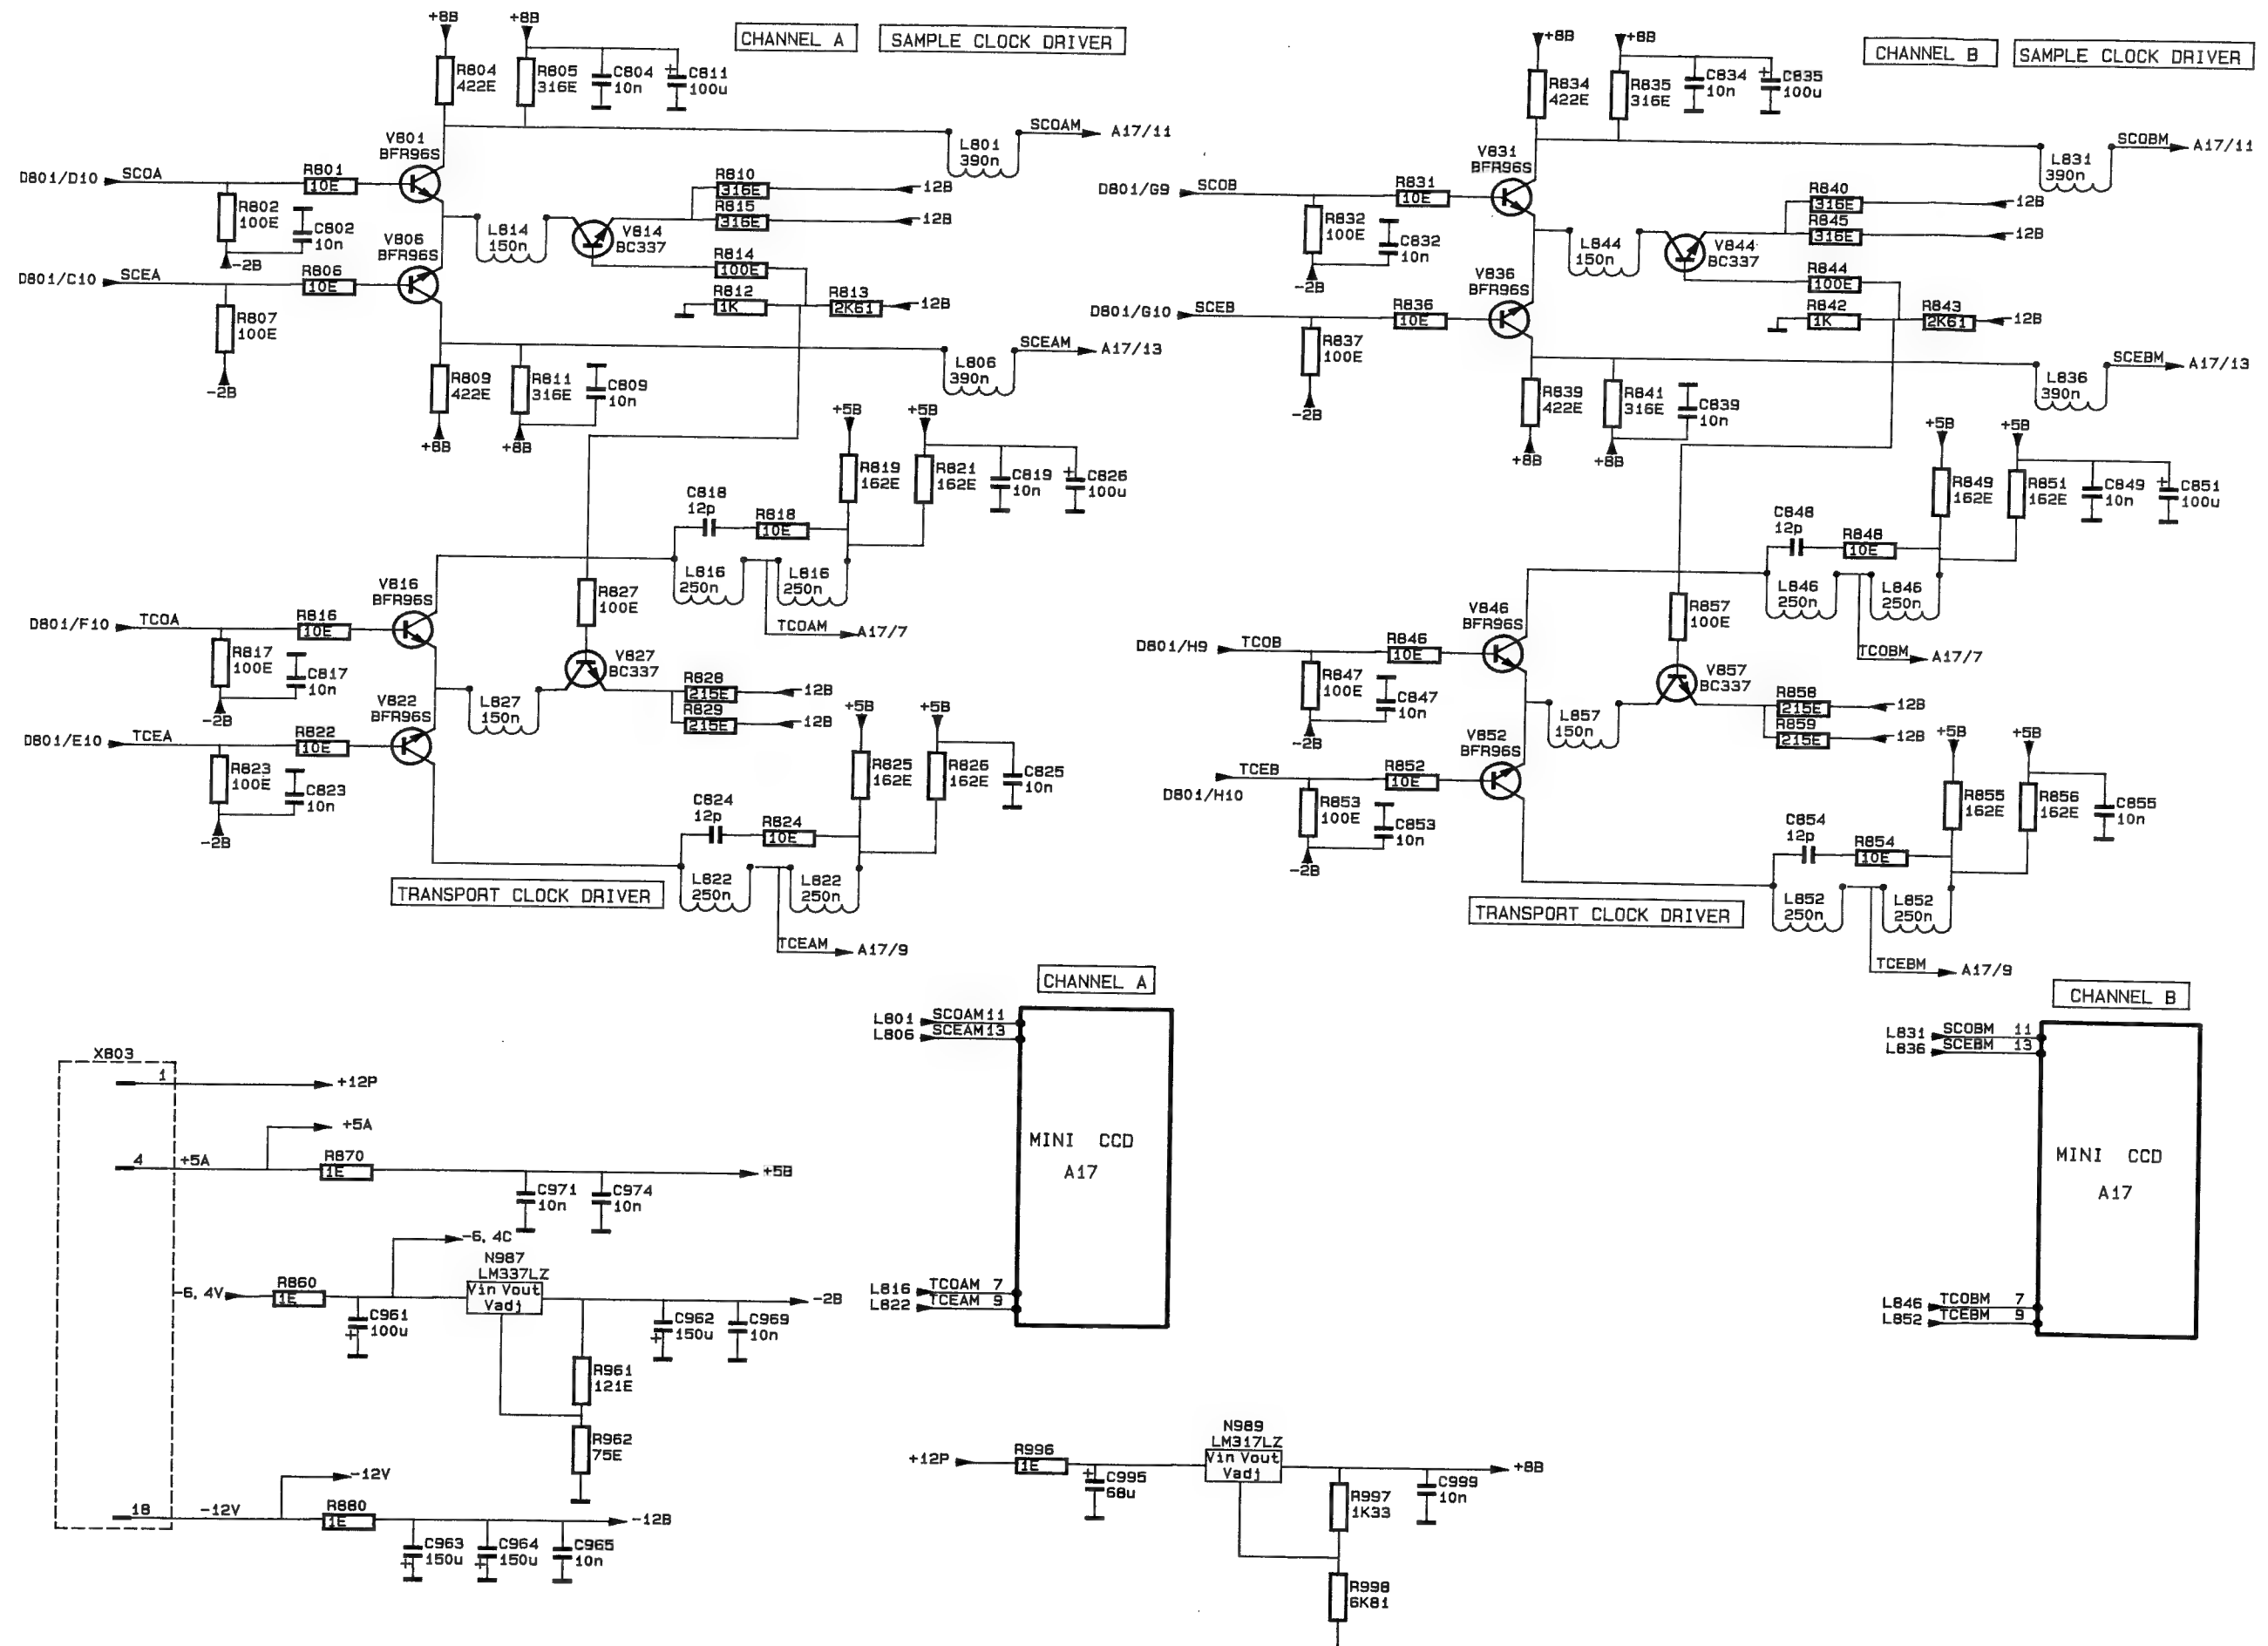 CHANNEL A
SAMPLE CLOCK DRIVER
+8B
+8B
R804
422E
R805
316E
C804
10n
+
C811
100u
V801
BFR96S
SCOAM
A17/11
L801
390n
D801/D10
SCOA
R801
10E
R802
100E
C802
10n
-2B
R810
316E
-12B
R815
316E
-12B
L814
150n
V814
BC337
V806
BFR96S
D801/C10
SCEA
R806
10E
R807
100E
-2B
R814
100E
R812
1K
R813
2K61
-12B
SCEAM
A17/13
L806
390n
R809
422E
R811
316E
C809
10n
+8B
+8B
+5B
+5B
R819
162E
R821
162E
C819
10n
+
C826
100u
C818
12p
R818
10E
L816
250n
L816
250n
TCOAM
A17/7
R827
100E
V816
BFR96S
D801/F10
TCOA
R816
10E
R817
100E
C817
10n
-2B
V827
BC337
R828
215E
-12B
R829
215E
-12B
L827
150n
V822
BFR96S
D801/E10
TCEA
R822
10E
R823
100E
C823
10n
-2B
+5B
+5B
R825
162E
R826
162E
C825
10n
C824
12p
R824
10E
L822
250n
L822
250n
TCEAM
A17/9
TRANSPORT CLOCK DRIVER
CHANNEL B
SAMPLE CLOCK DRIVER
+8B
+8B
R834
422E
R835
316E
C834
10n
+
C835
100u
V831
BFR96S
SCOBM
A17/11
L831
390n
D801/G9
SCOB
R831
10E
R832
100E
C832
10n
-2B
R840
316E
-12B
R845
316E
-12B
L844
150n
V844
BC337
V836
BFR96S
D801/G10
SCEB
R836
10E
R837
100E
-2B
R844
100E
R842
1K
R843
2K61
-12B
SCEBM
A17/13
L836
390n
R839
422E
R841
316E
C839
10n
+8B
+8B
+5B
+5B
R849
162E
R851
162E
C849
10n
+
C851
100u
C848
12p
R848
10E
L846
250n
L846
250n
TCOBM
A17/7
R857
100E
V846
BFR96S
D801/H9
TCOB
R846
10E
R847
100E
C847
10n
-2B
V857
BC337
R858
215E
-12B
R859
215E
-12B
L857
150n
V852
BFR96S
D801/H10
TCEB
R852
10E
R853
100E
C853
10n
-2B
+5B
+5B
R855
162E
R856
162E
C855
10n
C854
12p
R854
10E
L852
250n
L852
250n
TCEBM
A17/9
TRANSPORT CLOCK DRIVER
CHANNEL A
L801 SCOAM 11
L806 SCEAM 13
MINI CCD
A17
L816 TCOAM 7
L822 TCEAM 9
CHANNEL B
L831 SCOBM 11
L836 SCEBM 13
MINI CCD
A17
L846 TCOBM 7
L852 TCEBM 9
X803
1
+12P
+5A
4
+5A
R870
1E
+5B
C971
10n
C974
10n
-6,4C
-6,4V
R860
1E
+
C961
100u
N987
LM337LZ
Vin Vout
Vadj
-2B
+
C962
150u
C969
10n
R961
121E
R962
75E
-12V
18
-12V
R880
1E
-12B
+
C963
150u
+
C964
150u
C965
10n
+12P
R996
1E
+
C995
68u
N989
LM317LZ
Vin Vout
Vadj
+8B
R997
1K33
C999
10n
R998
6K81